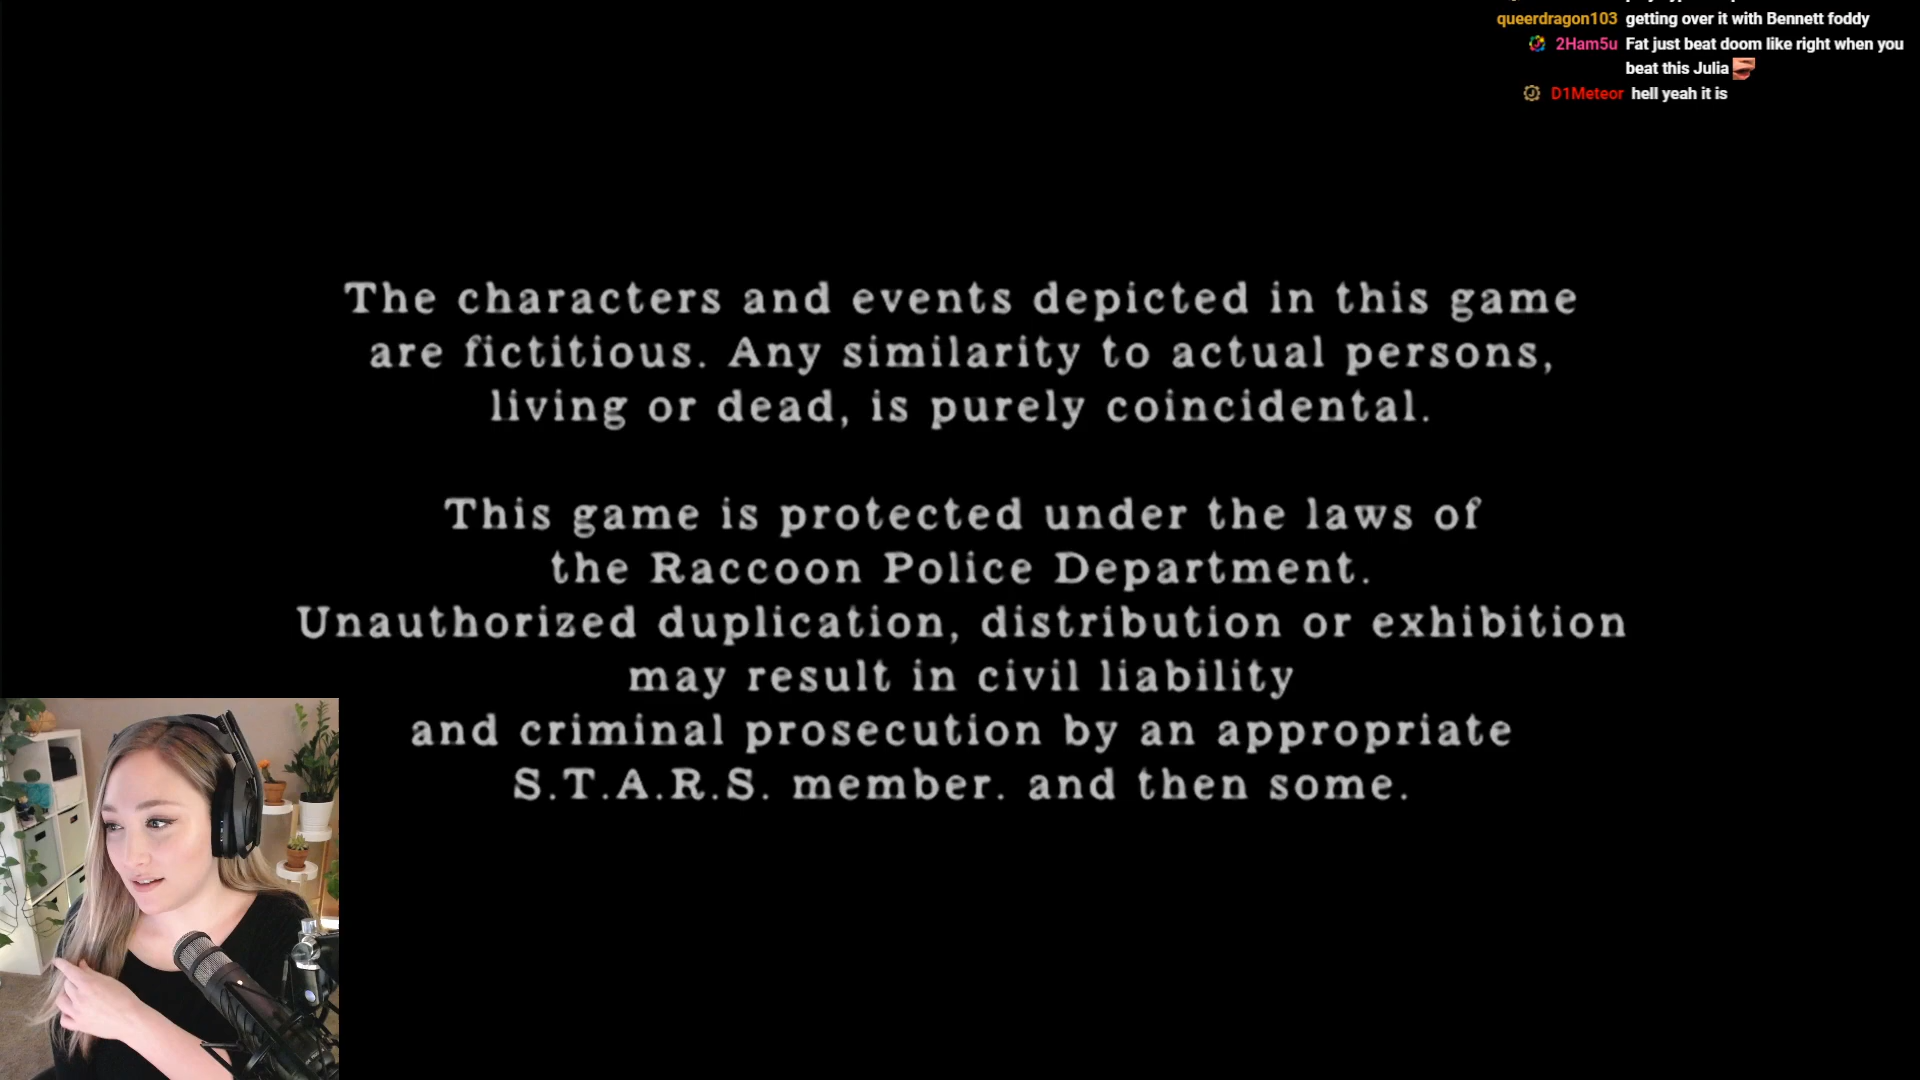 queerdragon103 getting over it with Bennett foddy
2Ham5u Fat just beat doom like right when you
beat this Julia
D1Meteor hell yeah it is
The characters and events depicted in this game
are fictitious. Any similarity to actual persons,
living or dead, is purely coincidental.
This game is protected under the laws of
the Raccoon Police Department.
Unauthorized duplication, distribution or exhibition
may result in civil liability
and criminal prosecution by an appropriate
S.T.A.R.S. member. and then some.